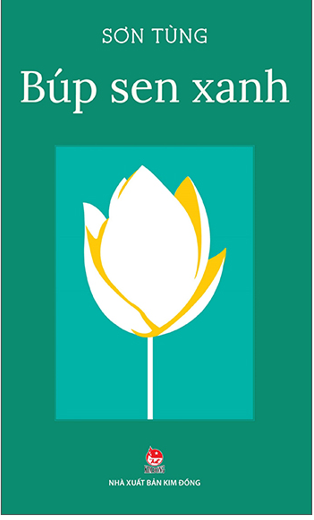 SƠN TÙNG
Búp sen xanh
NHÀ XUẤT BẢN KIM ĐỒNG